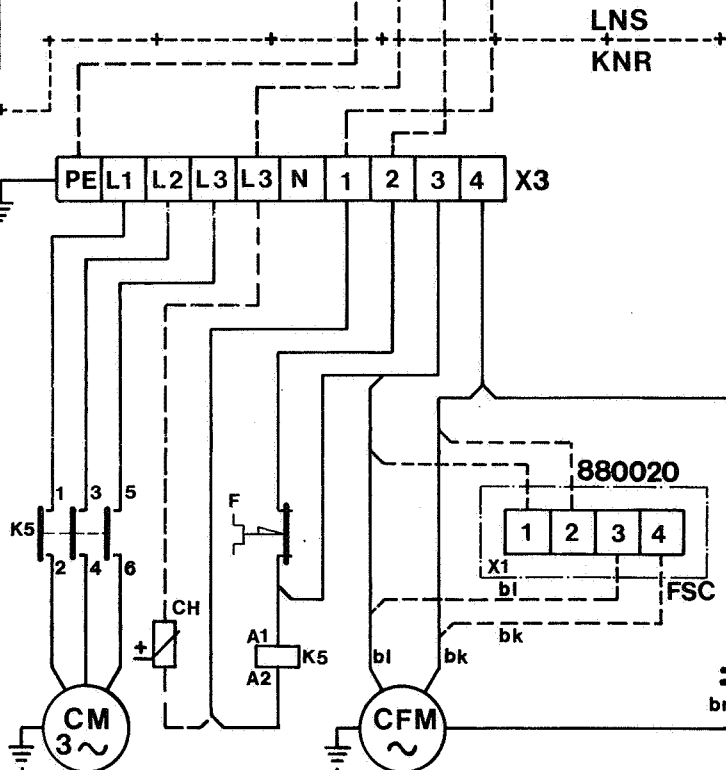 LNS
KNR
PE L1 L2 L3 L3 N 1 2 3 4 X3
880020
1 3 5
F
K5
1 2 3 4
X1
2 4 6
FSC
bl
CH
+
A1
bk
K5
bl bk
A2
CM
3 ~
CFM
~